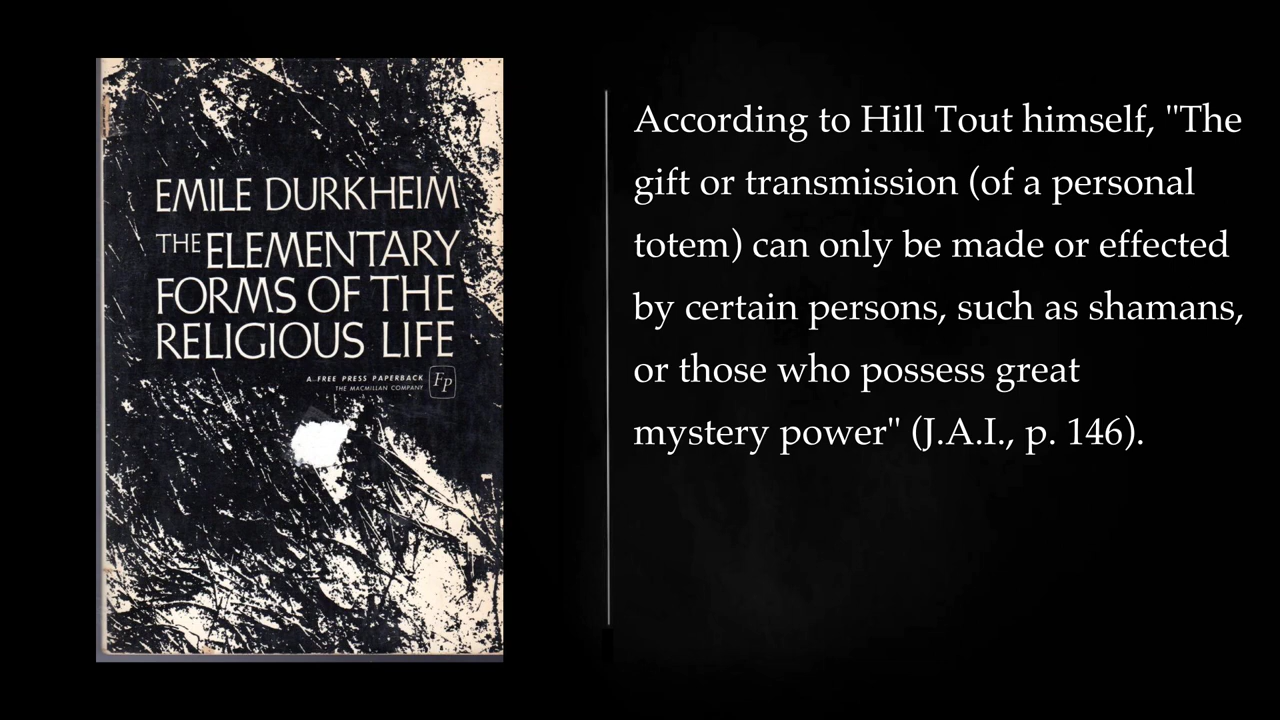 EMILE DURKHEIM
THE ELEMENTARY
FORMS OF THE
RELIGIOUS LIFE
A FREE PRESS PAPERBACK
THE MACMILLAN COMPANY
FP
According to Hill Tout himself, "The
gift or transmission (of a personal
totem) can only be made or effected
by certain persons, such as shamans,
or those who possess great
mystery power" (J.A.I., p. 146).